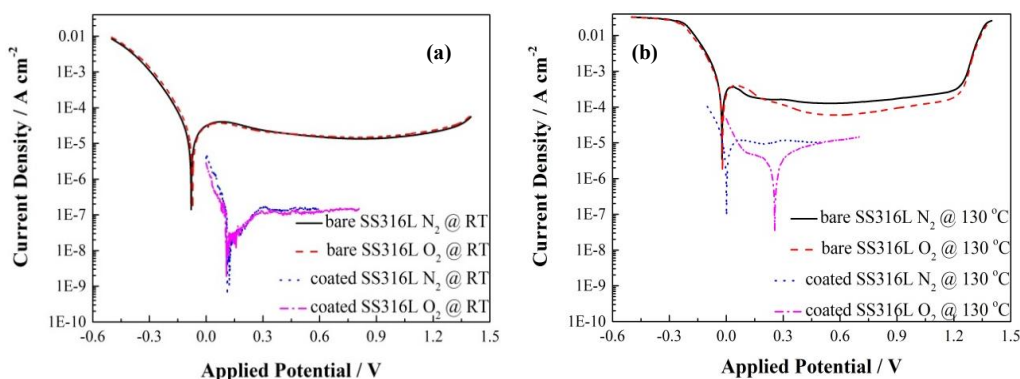 (a)
0.01
1E-3
1E-4
1E-5
1E-6
1E-7
1E-8
1E-9
1E-10
Current Density / A cm⁻²
bare SS316L N₂ @ RT
bare SS316L O₂ @ RT
coated SS316L N₂ @ RT
coated SS316L O₂ @ RT
-0.6 -0.3 0.0 0.3 0.6 0.9 1.2 1.5
Applied Potential / V
(b)
0.01
1E-3
1E-4
1E-5
1E-6
1E-7
1E-8
1E-9
1E-10
Current Density / A cm⁻²
bare SS316L N₂ @ 130 °C
bare SS316L O₂ @ 130 °C
coated SS316L N₂ @ 130 °C
coated SS316L O₂ @ 130 °C
-0.6 -0.3 0.0 0.3 0.6 0.9 1.2 1.5
Applied Potential / V